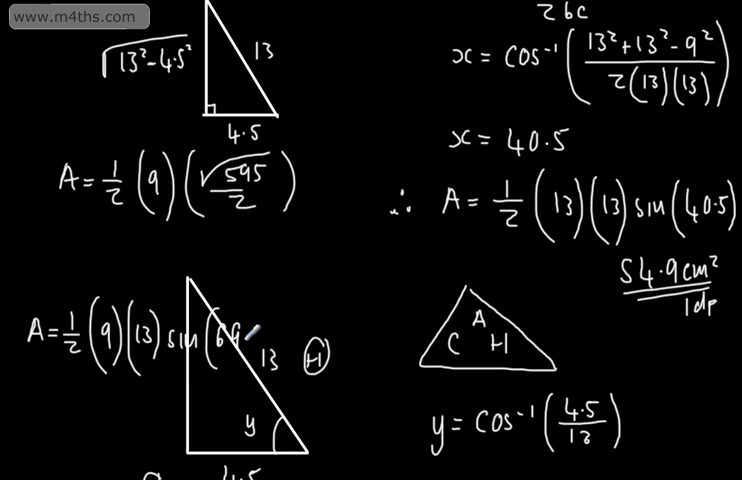 www.m4ths.com
√(13²-4.5²)
13
4.5
A = 1/2 (9)(√595/2)
2bc
x = cos⁻¹((13²+13²-9²)/(2(13)(13)))
x = 40.5
∴ A = 1/2 (13)(13) sin(40.5)
54.9cm²
1dp
A = 1/2 (9)(13) sin(69
13 H
y
4.5
A
C H
y = cos⁻¹(4.5/13)